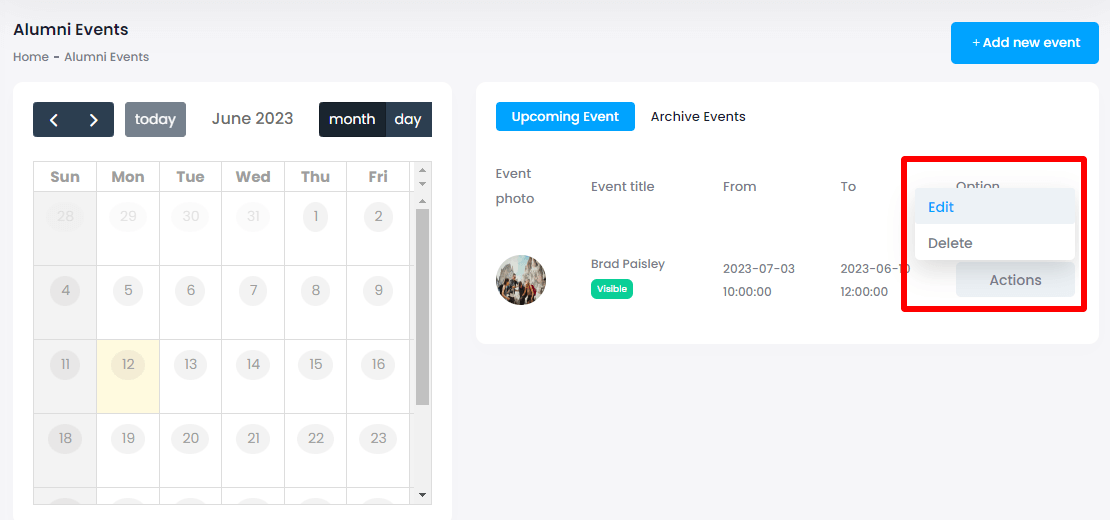 Alumni Events
Home - Alumni Events
+ Add new event
today
June 2023
month
day
Sun Mon Tue Wed Thu Fri
28 29 30 31 1 2
4 5 6 7 8 9
11 12 13 14 15 16
18 19 20 21 22 23
Upcoming Event
Archive Events
Event
photo
Event title
From
To
Option
Edit
Delete
Brad Paisley
Visible
2023-07-03
10:00:00
2023-06-10
12:00:00
Actions